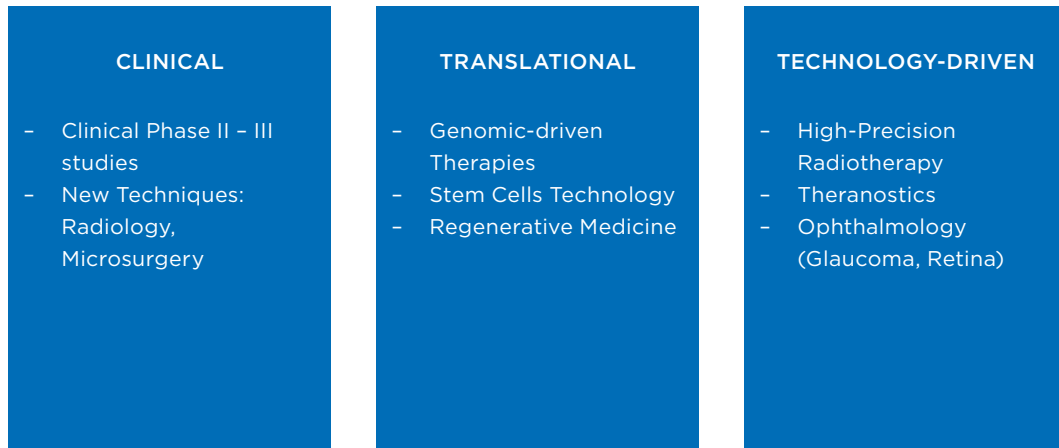 CLINICAL
– Clinical Phase II – III
studies
– New Techniques:
Radiology,
Microsurgery
TRANSLATIONAL
– Genomic-driven
Therapies
– Stem Cells Technology
– Regenerative Medicine
TECHNOLOGY-DRIVEN
– High-Precision
Radiotherapy
– Theranostics
– Ophthalmology
(Glaucoma, Retina)